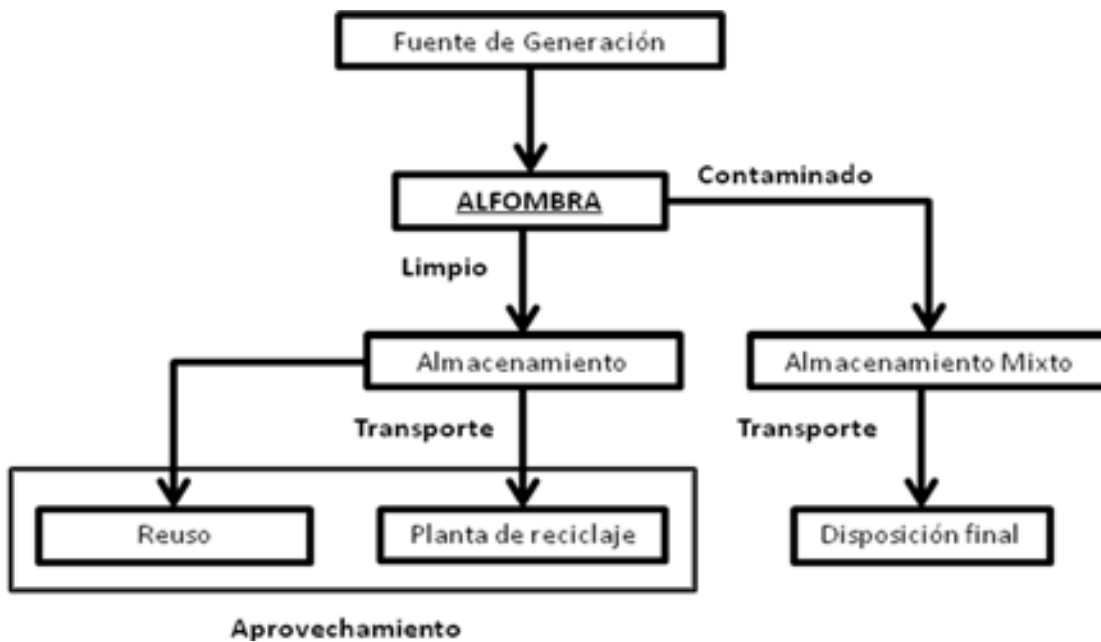 Fuente de Generación
Contaminado
ALFOMBRA
Limpio
Almacenamiento
Almacenamiento Mixto
Transporte
Transporte
Reuso
Planta de reciclaje
Disposición final
Aprovechamiento